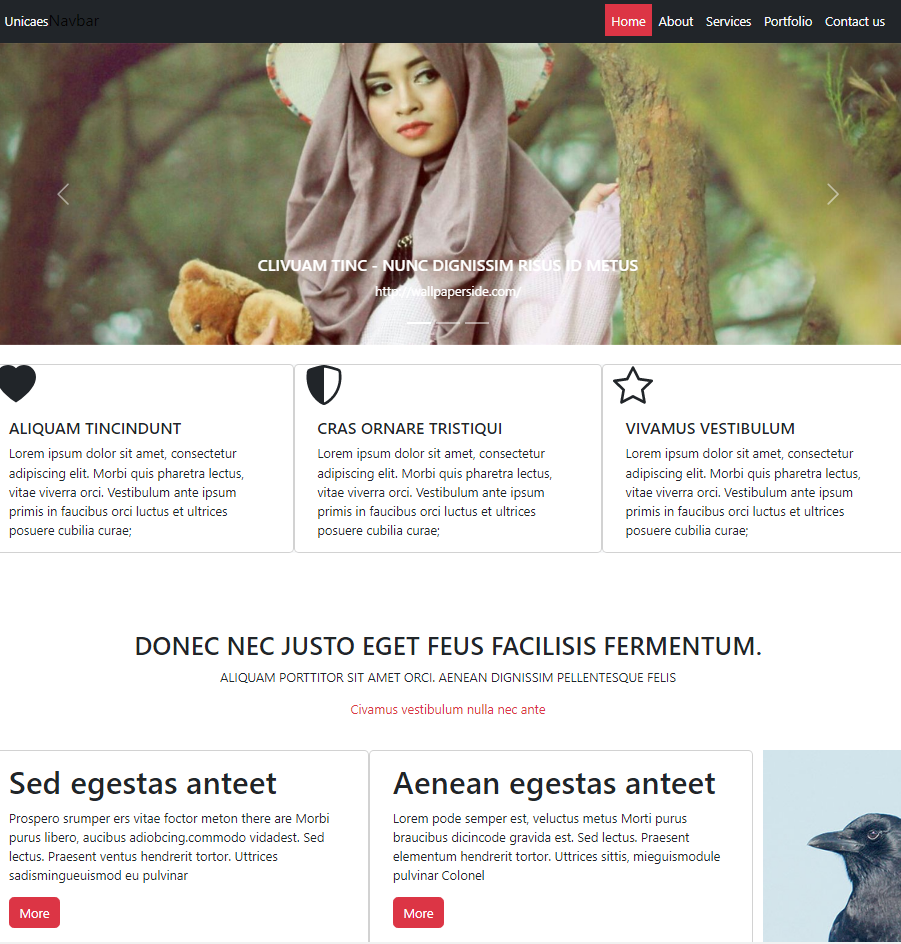 UnicaesNavbar
Home About Services Portfolio Contact us
CLIVUAM TINC - NUNC DIGNISSIM RISUS ID METUS
http://wallpaperside.com/
ALIQUAM TINCINDUNT
Lorem ipsum dolor sit amet, consectetur
adipiscing elit. Morbi quis pharetra lectus,
vitae viverra orci. Vestibulum ante ipsum
primis in faucibus orci luctus et ultrices
posuere cubilia curae;
CRAS ORNARE TRISTIQUI
Lorem ipsum dolor sit amet, consectetur
adipiscing elit. Morbi quis pharetra lectus,
vitae viverra orci. Vestibulum ante ipsum
primis in faucibus orci luctus et ultrices
posuere cubilia curae;
VIVAMUS VESTIBULUM
Lorem ipsum dolor sit amet, consectetur
adipiscing elit. Morbi quis pharetra lectus,
vitae viverra orci. Vestibulum ante ipsum
primis in faucibus orci luctus et ultrices
posuere cubilia curae;
DONEC NEC JUSTO EGET FEUS FACILISIS FERMENTUM.
ALIQUAM PORTTITOR SIT AMET ORCI. AENEAN DIGNISSIM PELLENTESQUE FELIS
Civamus vestibulum nulla nec ante
Sed egestas anteet
Prospero srumper ers vitae foctor meton there are Morbi
purus libero, aucibus adiobcing.commodo vidadest. Sed
lectus. Praesent ventus hendrerit tortor. Uttrices
sadismingueuismod eu pulvinar
More
Aenean egestas anteet
Lorem pode semper est, veluctus metus Morti purus
braucibus dicincode gravida est. Sed lectus. Praesent
elementum hendrerit tortor. Uttrices sittis, mieguismodule
pulvinar Colonel
More